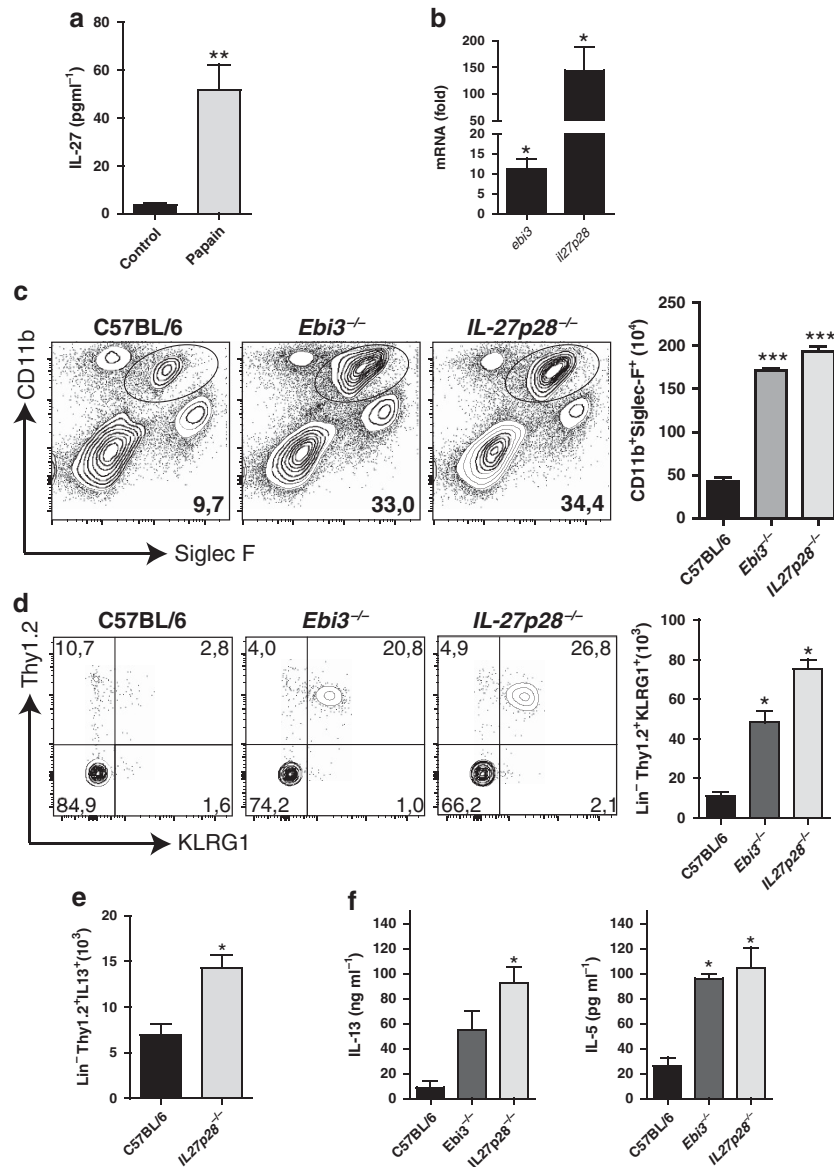 a
IL-27 (pgml⁻¹)
80
60
40
20
0
**
Control
Papain
b
mRNA (fold)
200
150
100
50
20
15
10
5
0
*
*
ebi3
il27p28
c
C57BL/6
Ebi3⁻/⁻
IL-27p28⁻/⁻
CD11b
9,7
33,0
34,4
Siglec F
CD11b⁺Siglec-F⁺ (10⁴)
250
200
150
100
50
0
***
***
C57BL/6
Ebi3⁻/⁻
IL27p28⁻/⁻
d
C57BL/6
Ebi3⁻/⁻
IL-27p28⁻/⁻
Thy1.2
10,7
2,8
4,0
20,8
4,9
26,8
84,9
1,6
74,2
1,0
66,2
2,1
KLRG1
Lin⁻Thy1.2⁺KLRG1⁺(10³)
100
80
60
40
20
0
*
*
C57BL/6
Ebi3⁻/⁻
IL27p28⁻/⁻
e
Lin⁻Thy1.2⁺IL13⁺(10³)
20
15
10
5
0
*
C57BL/6
IL27p28⁻/⁻
f
IL-13 (ng ml⁻¹)
140
120
100
80
60
40
20
0
*
C57BL/6
Ebi3⁻/⁻
IL27p28⁻/⁻
IL-5 (pg ml⁻¹)
140
120
100
80
60
40
20
0
*
*
C57BL/6
Ebi3⁻/⁻
IL27p28⁻/⁻